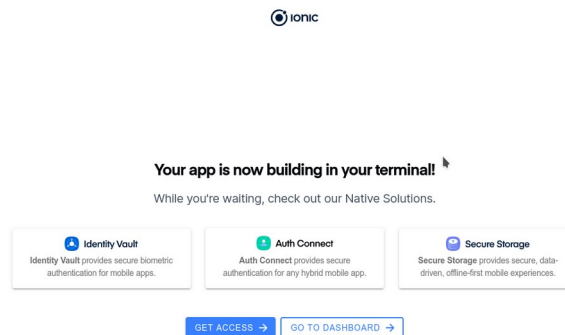 ionic
Your app is now building in your terminal!
While you're waiting, check out our Native Solutions.
Identity Vault
Identity Vault provides secure biometric
authentication for mobile apps.
Auth Connect
Auth Connect provides secure
authentication for any hybrid mobile app.
Secure Storage
Secure Storage provides secure, data-
driven, offline-first mobile experiences.
GET ACCESS →
GO TO DASHBOARD →